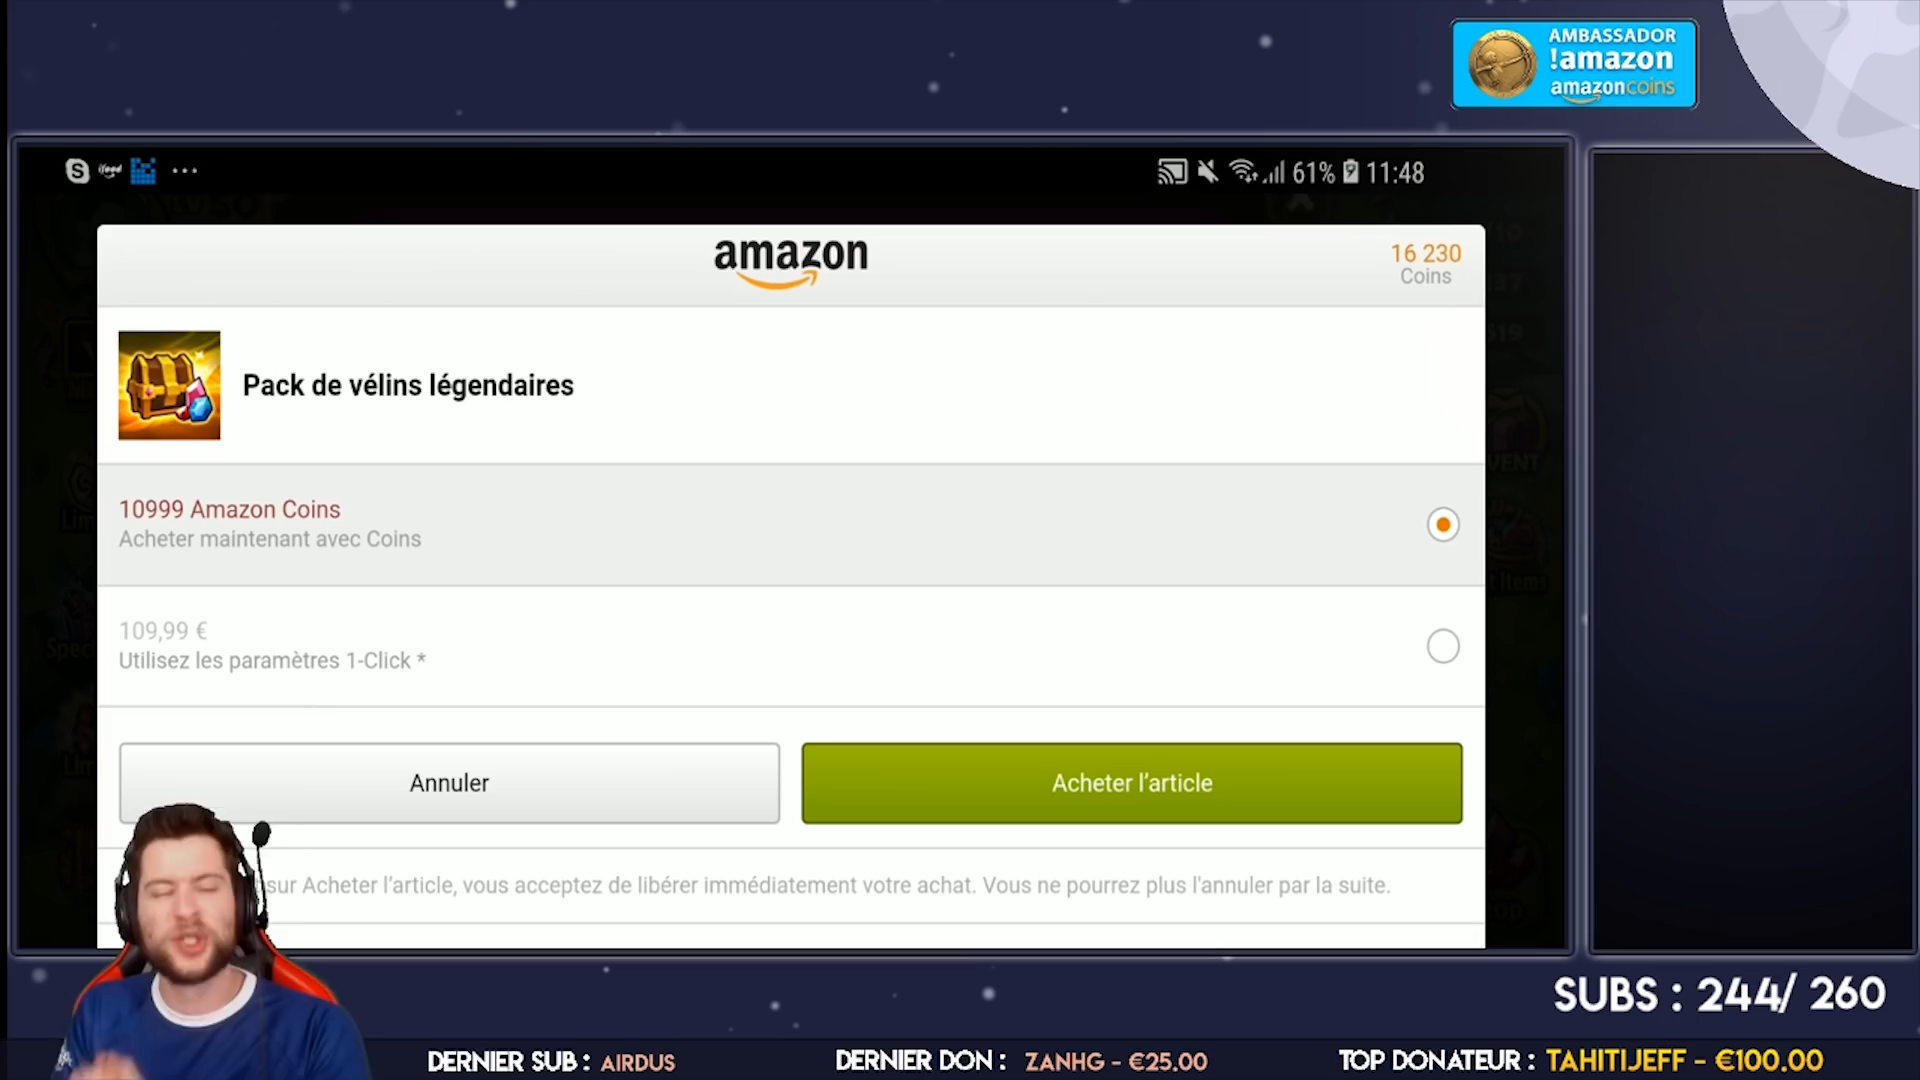 AMBASSADOR
!amazon
amazoncoins
61% 11:48
amazon
16 230
Coins
Pack de vélins légendaires
10999 Amazon Coins
Acheter maintenant avec Coins
109,99 €
Utilisez les paramètres 1-Click *
Annuler
Acheter l’article
sur Acheter l’article, vous acceptez de libérer immédiatement votre achat. Vous ne pourrez plus l'annuler par la suite.
SUBS : 244/ 260
DERNIER SUB : AIRDUS
DERNIER DON : ZANHG - €25.00
TOP DONATEUR : TAHITIJEFF - €100.00